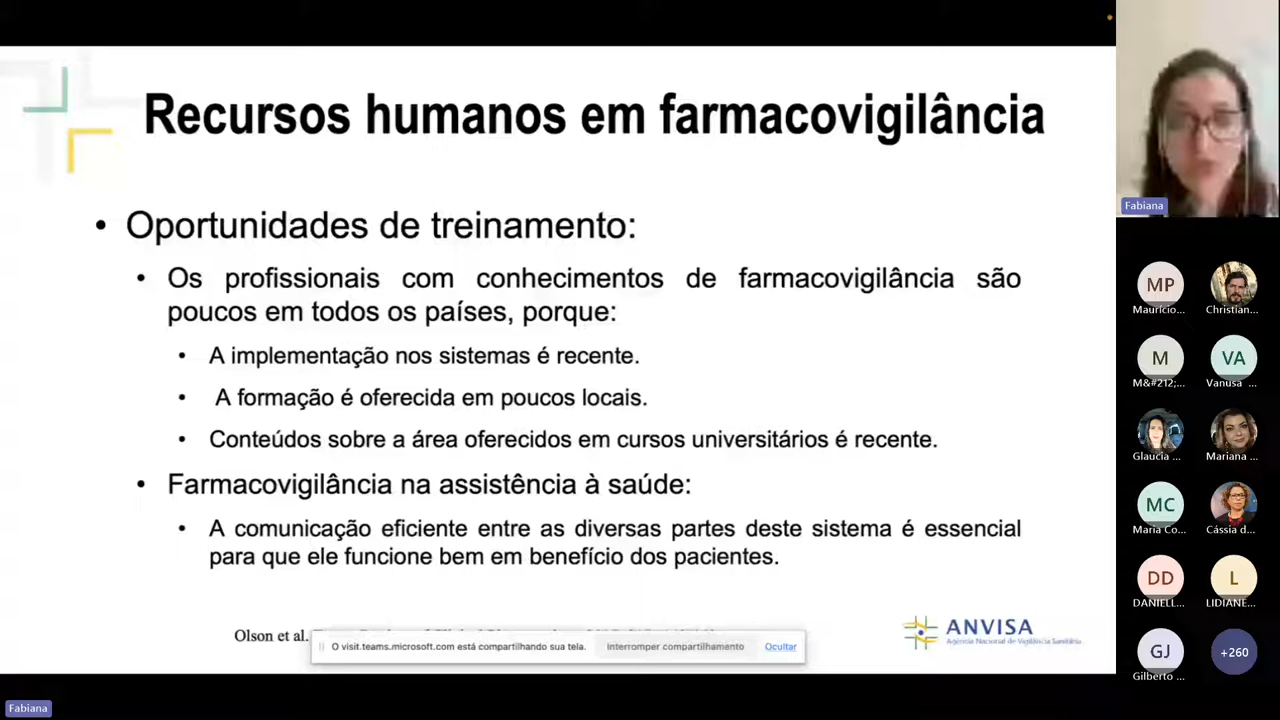 Recursos humanos em farmacovigilância
• Oportunidades de treinamento:
• Os profissionais com conhecimentos de farmacovigilância são
poucos em todos os países, porque:
• A implementação nos sistemas é recente.
• A formação é oferecida em poucos locais.
• Conteúdos sobre a área oferecidos em cursos universitários é recente.
• Farmacovigilância na assistência à saúde:
• A comunicação eficiente entre as diversas partes deste sistema é essencial
para que ele funcione bem em benefício dos pacientes.
Olson et al.
O visit.teams.microsoft.com está compartilhando sua tela.
Interromper compartilhamento
Ocultar
ANVISA
Agência Nacional de Vigilância Sanitária
Fabiana
MP
Maurício...
Christian...
M
M&#212;...
VA
Vanusa ...
Glaucia ...
Mariana ...
MC
Maria Co...
Cássia d...
DD
DANIELL...
L
LIDIANE...
GJ
Gilberto ...
+260
Fabiana